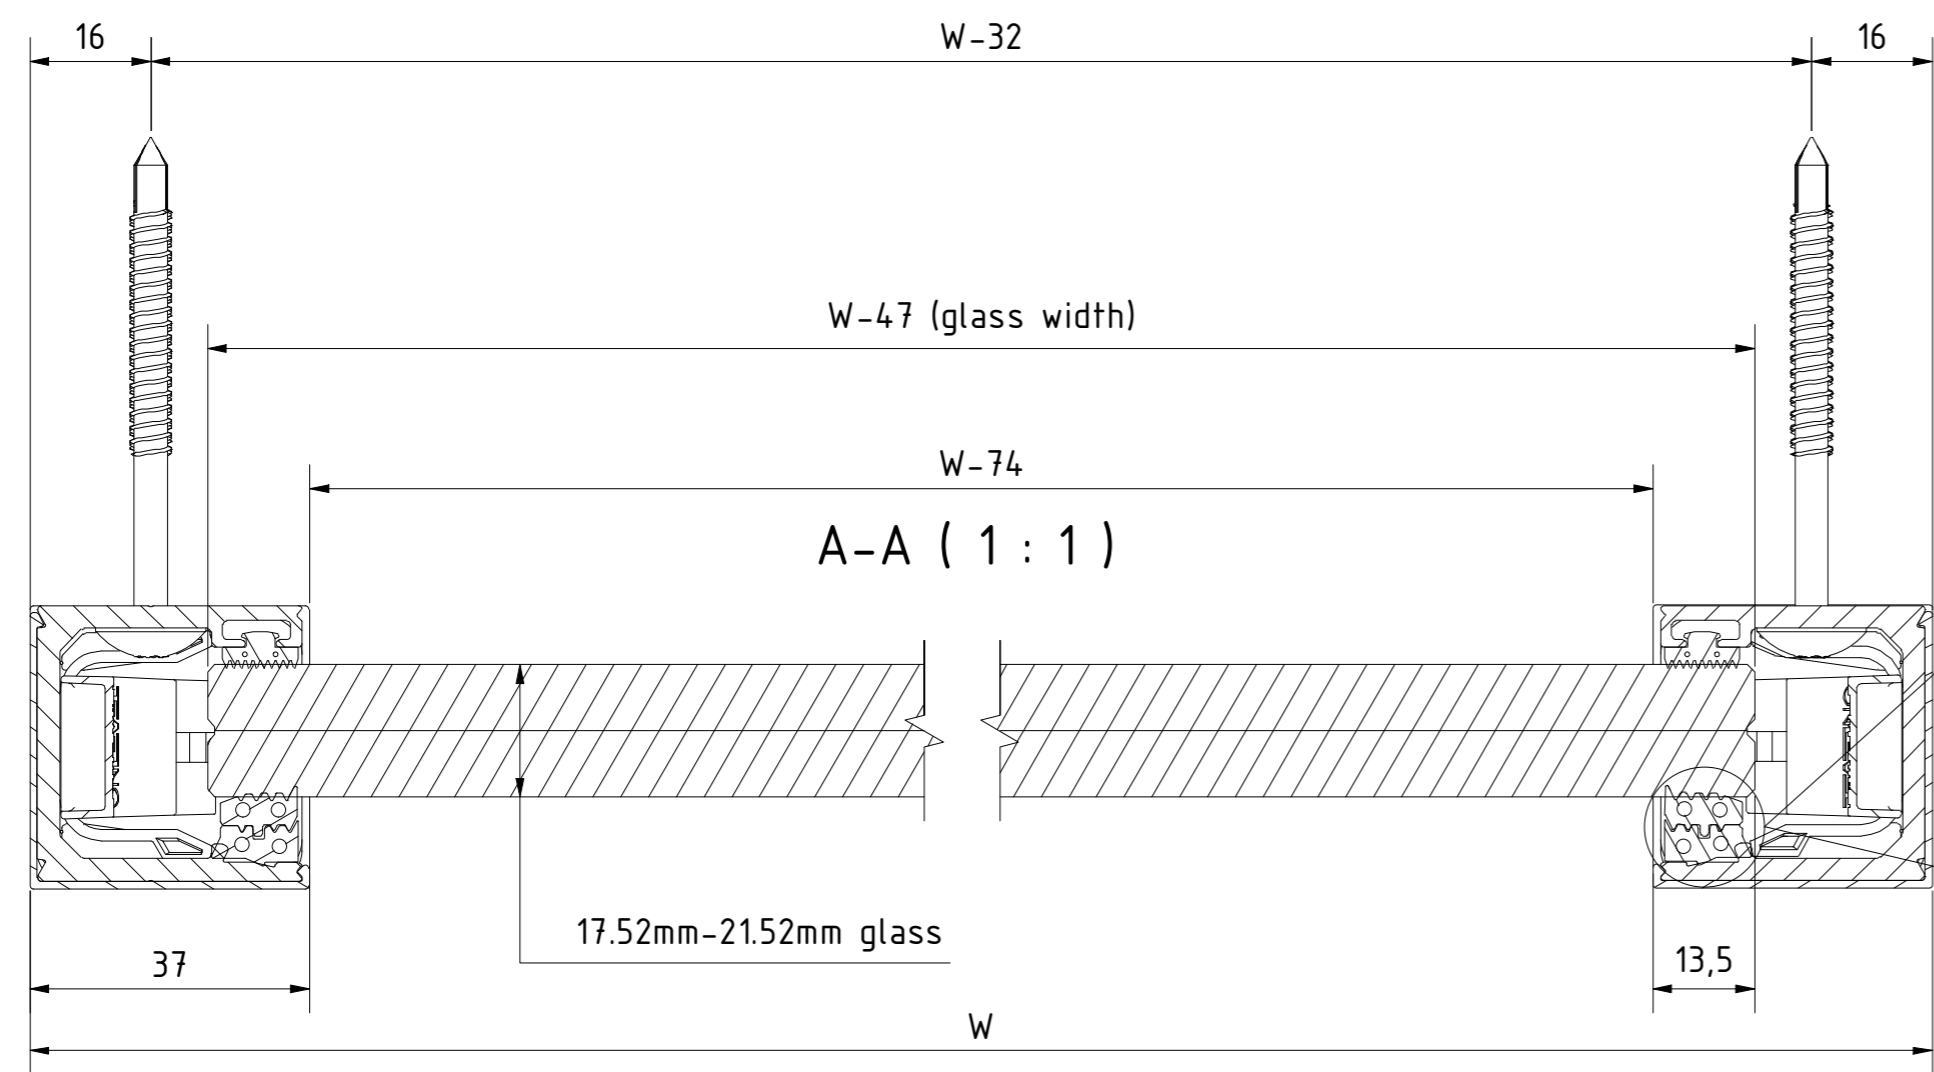 16
W-32
16
W-47 (glass width)
W-74
A-A ( 1 : 1 )
17.52mm-21.52mm glass
37
13,5
W